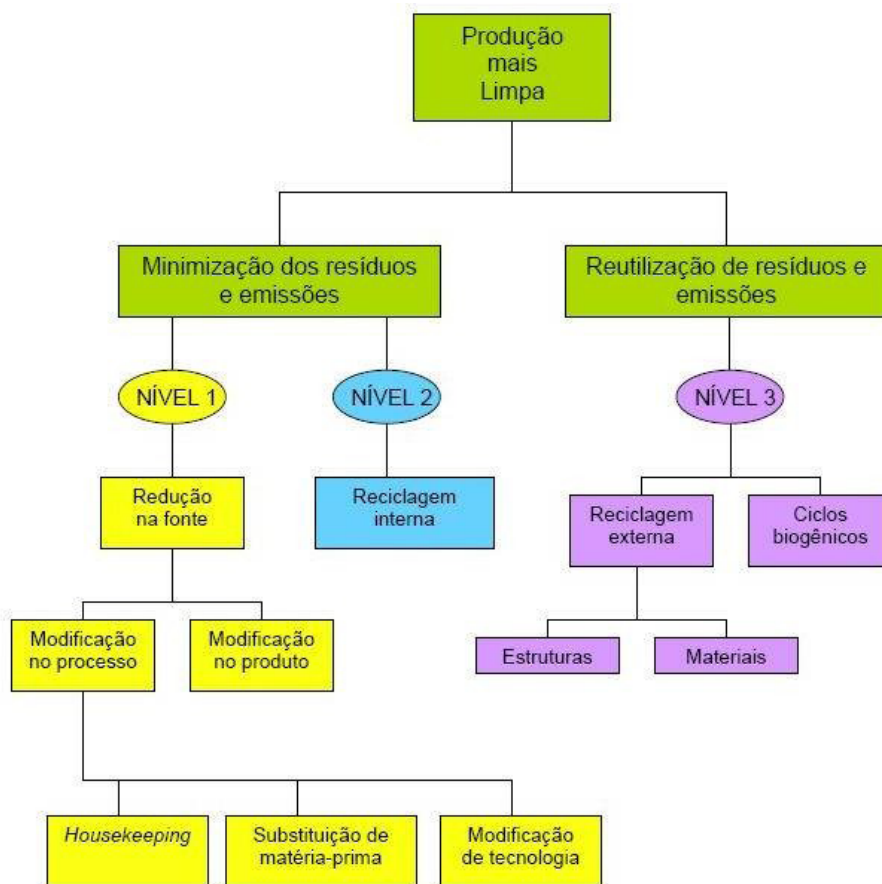 Produção
mais
Limpa
Minimização dos resíduos
e emissões
Reutilização de resíduos e
emissões
NÍVEL 1
NÍVEL 2
NÍVEL 3
Redução
na fonte
Reciclagem
interna
Reciclagem
externa
Ciclos
biogênicos
Modificação
no processo
Modificação
no produto
Estruturas
Materiais
Housekeeping
Substituição de
matéria-prima
Modificação
de tecnologia